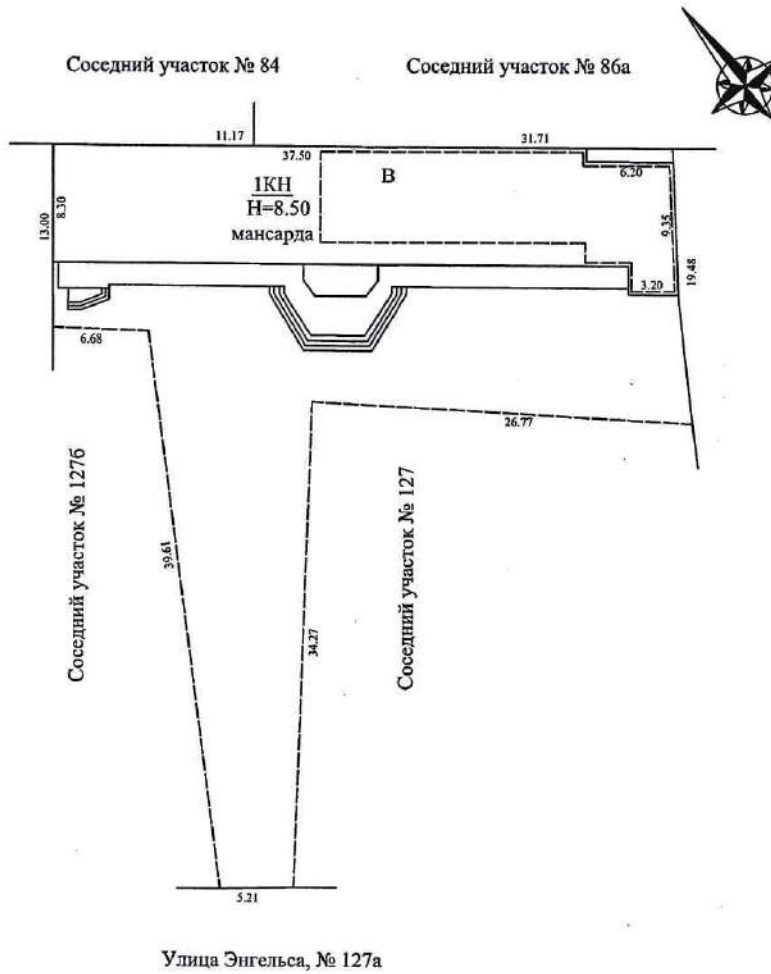 Соседний участок № 84
Соседний участок № 86а
11.17
31.71
37.50
6.20
1КН
Н=8.50
мансарда
В
8.30
13.00
9.35
19.48
3.20
6.68
26.77
Соседний участок № 127б
39.61
34.27
Соседний участок № 127
5.21
Улица Энгельса, № 127а